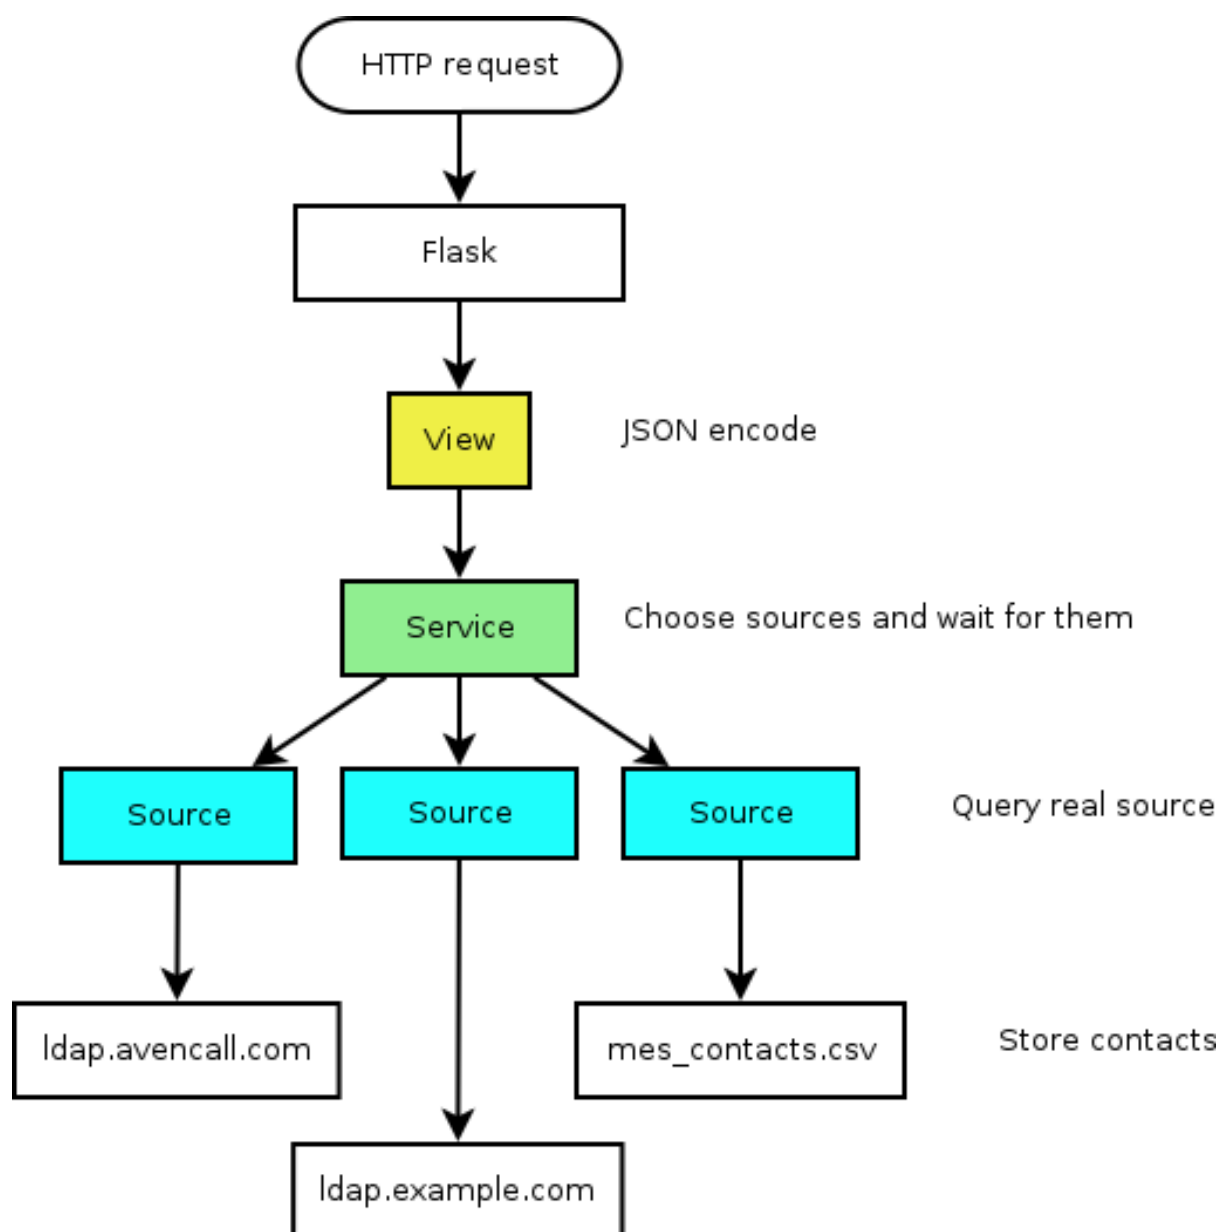 HTTP request
Flask
View
JSON encode
Service
Choose sources and wait for them
Source
Source
Source
Query real source
ldap.avencall.com
mes_contacts.csv
Store contacts
ldap.example.com